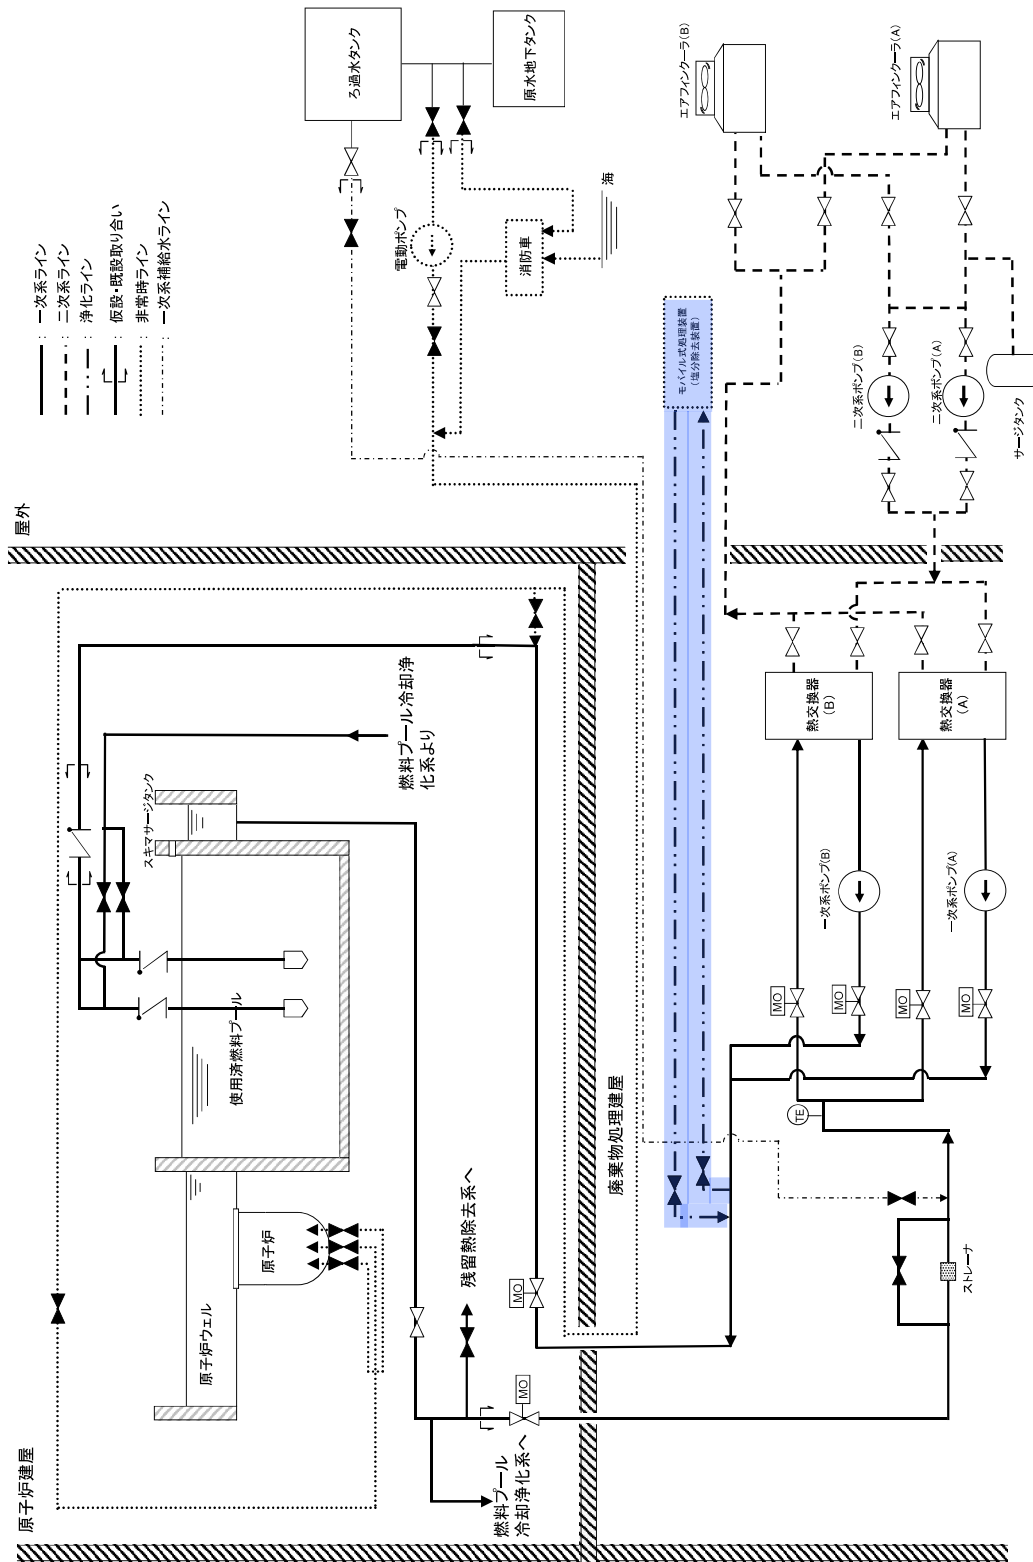 : 一次系ライン
: 二次系ライン
: 浄化ライン
: 仮設・既設取り合い
: 非常時ライン
: 一次系補給水ライン
ろ過水タンク
原水地下タンク
電動ポンプ
消防車
海
エアフィンクーラ(B)
エアフィンクーラ(A)
モバイル式処理装置
(塩分除去装置)
二次系ポンプ(B)
二次系ポンプ(A)
サージタンク
屋外
原子炉建屋
廃棄物処理建屋
燃料プール冷却浄
化系より
スキマサージタンク
使用済燃料プール
原子炉ウェル
原子炉
残留熱除去系へ
MO
MO
燃料プール
冷却浄化系へ
熱交換器
(B)
熱交換器
(A)
一次系ポンプ(B)
一次系ポンプ(A)
MO
MO
MO
MO
TE
ストレーナ